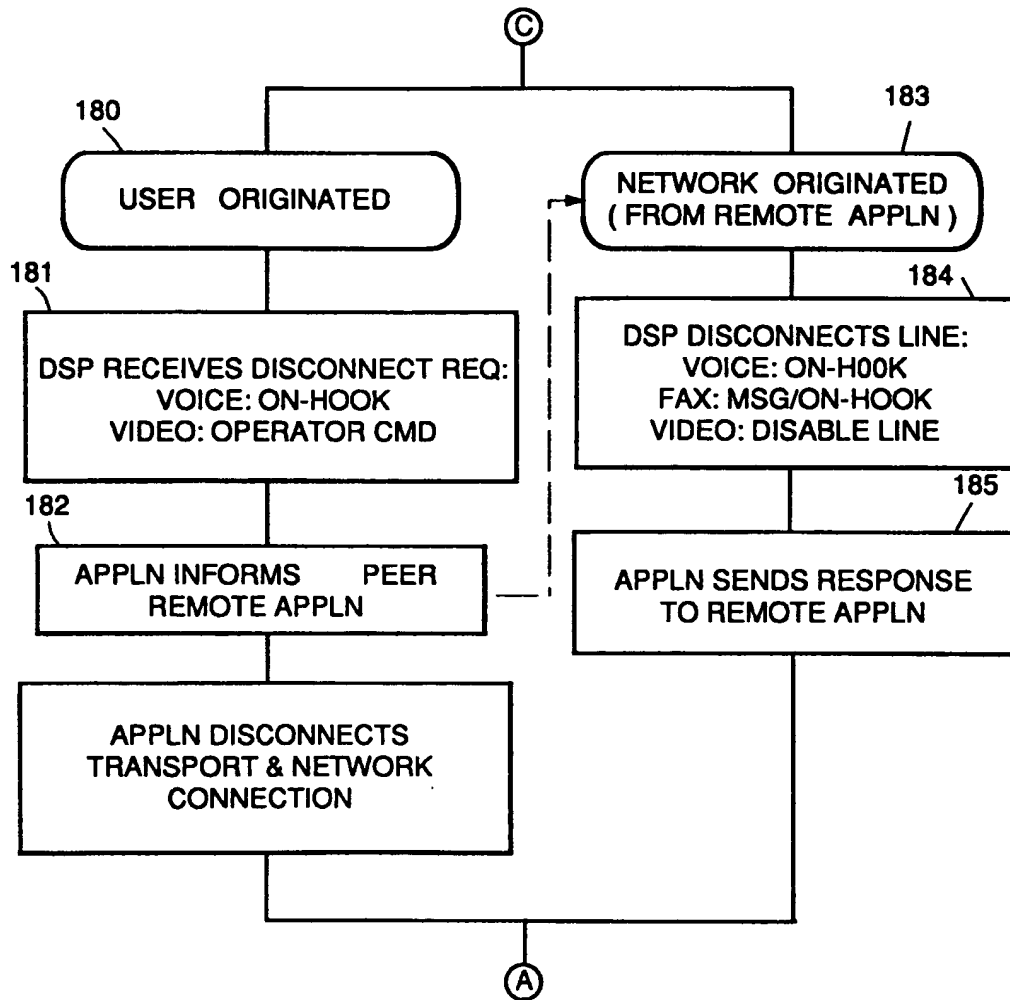 C
180
USER ORIGINATED
181
DSP RECEIVES DISCONNECT REQ:
VOICE: ON-HOOK
VIDEO: OPERATOR CMD
182
APPLN INFORMS PEER
REMOTE APPLN
APPLN DISCONNECTS
TRANSPORT & NETWORK
CONNECTION
183
NETWORK ORIGINATED
( FROM REMOTE APPLN )
184
DSP DISCONNECTS LINE:
VOICE: ON-H00K
FAX: MSG/ON-HOOK
VIDEO: DISABLE LINE
185
APPLN SENDS RESPONSE
TO REMOTE APPLN
A